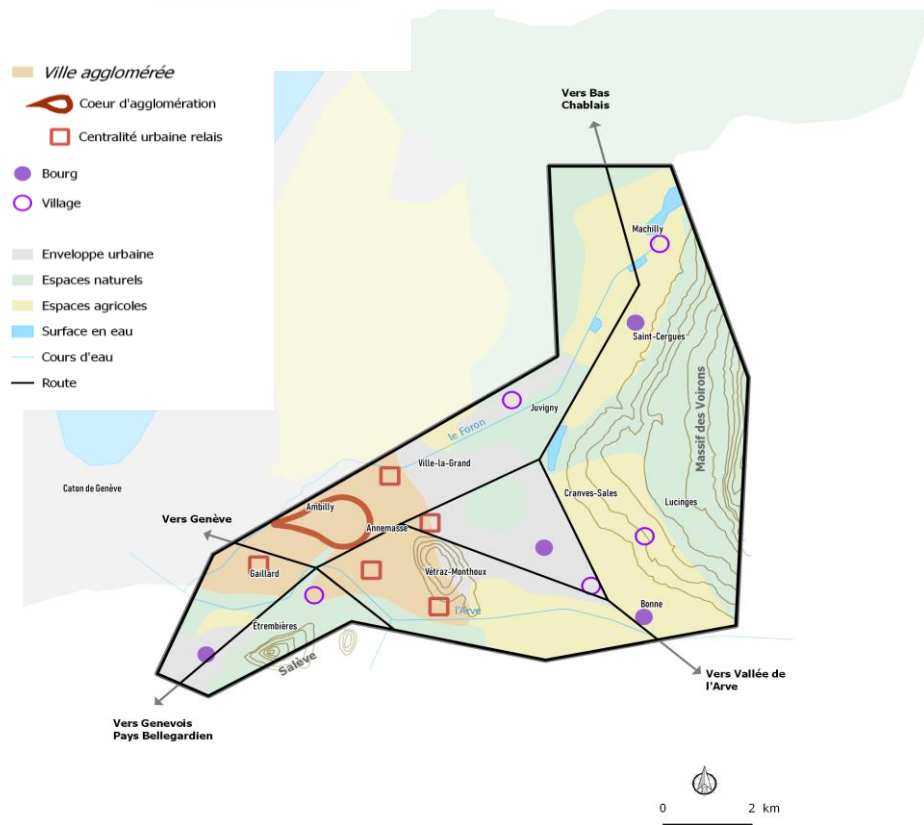 Ville agglomérée
Coeur d'agglomération
Centralité urbaine relais
Bourg
Village
Enveloppe urbaine
Espaces naturels
Espaces agricoles
Surface en eau
Cours d'eau
Route
Vers Bas
Chablais
Machilly
Saint-Cergues
Massif des Voirons
Juvigny
le Foron
Ville-la-Grand
Caton de Genève
Cranves-Sales
Lucinges
Ambilly
Vers Genève
Annemasse
Gaillard
Vétraz-Monthoux
Bonne
l'Arve
Etrembières
Salève
Vers Vallée de
l'Arve
Vers Genevois
Pays Bellegardien
0 2 km